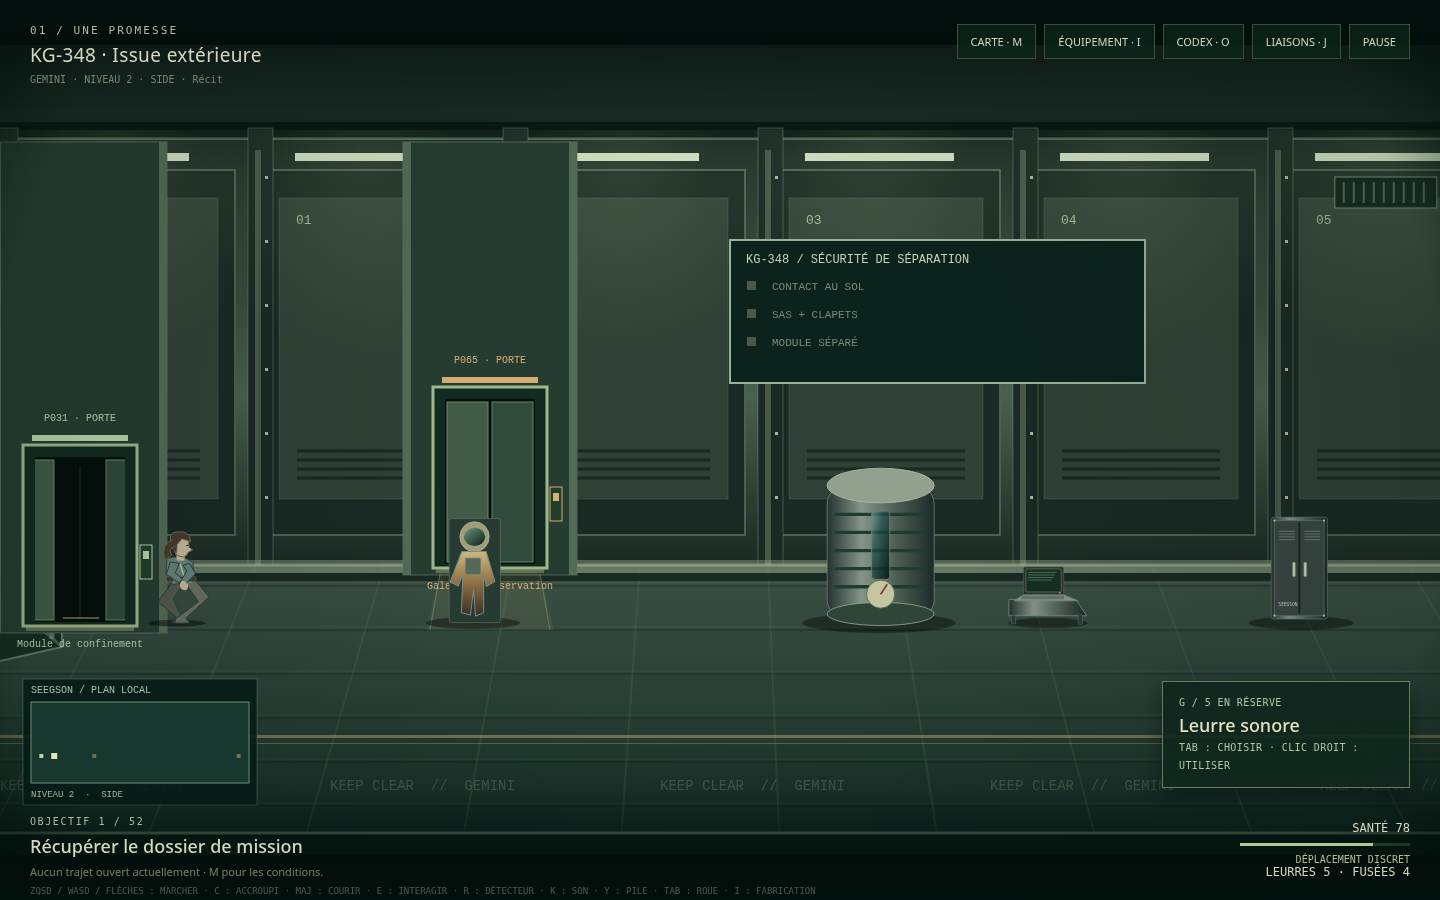 01 / UNE PROMESSE
KG-348 · Issue extérieure
GEMINI · NIVEAU 2 · SIDE · Récit
CARTE · M
ÉQUIPEMENT · I
CODEX · O
LIAISONS · J
PAUSE
01
03
04
05
KG-348 / SÉCURITÉ DE SÉPARATION
CONTACT AU SOL
SAS + CLAPETS
MODULE SÉPARÉ
P065 · PORTE
P031 · PORTE
SEEGSON
Module de confinement
SEEGSON / PLAN LOCAL
NIVEAU 2 · SIDE
G / 5 EN RÉSERVE
Leurre sonore
TAB : CHOISIR · CLIC DROIT :
UTILISER
KEEP CLEAR // GEMINI
KEEP CLEAR // GEMINI
KEEP CLEAR // GEMINI
OBJECTIF 1 / 52
Récupérer le dossier de mission
Aucun trajet ouvert actuellement · M pour les conditions.
ZQSD / WASD / FLÈCHES : MARCHER · C : ACCROUPI · MAJ : COURIR · E : INTERAGIR · R : DÉTECTEUR · K : SON · Y : PILE · TAB : ROUE · I : FABRICATION
SANTÉ 78
DÉPLACEMENT DISCRET
LEURRES 5 · FUSÉES 4